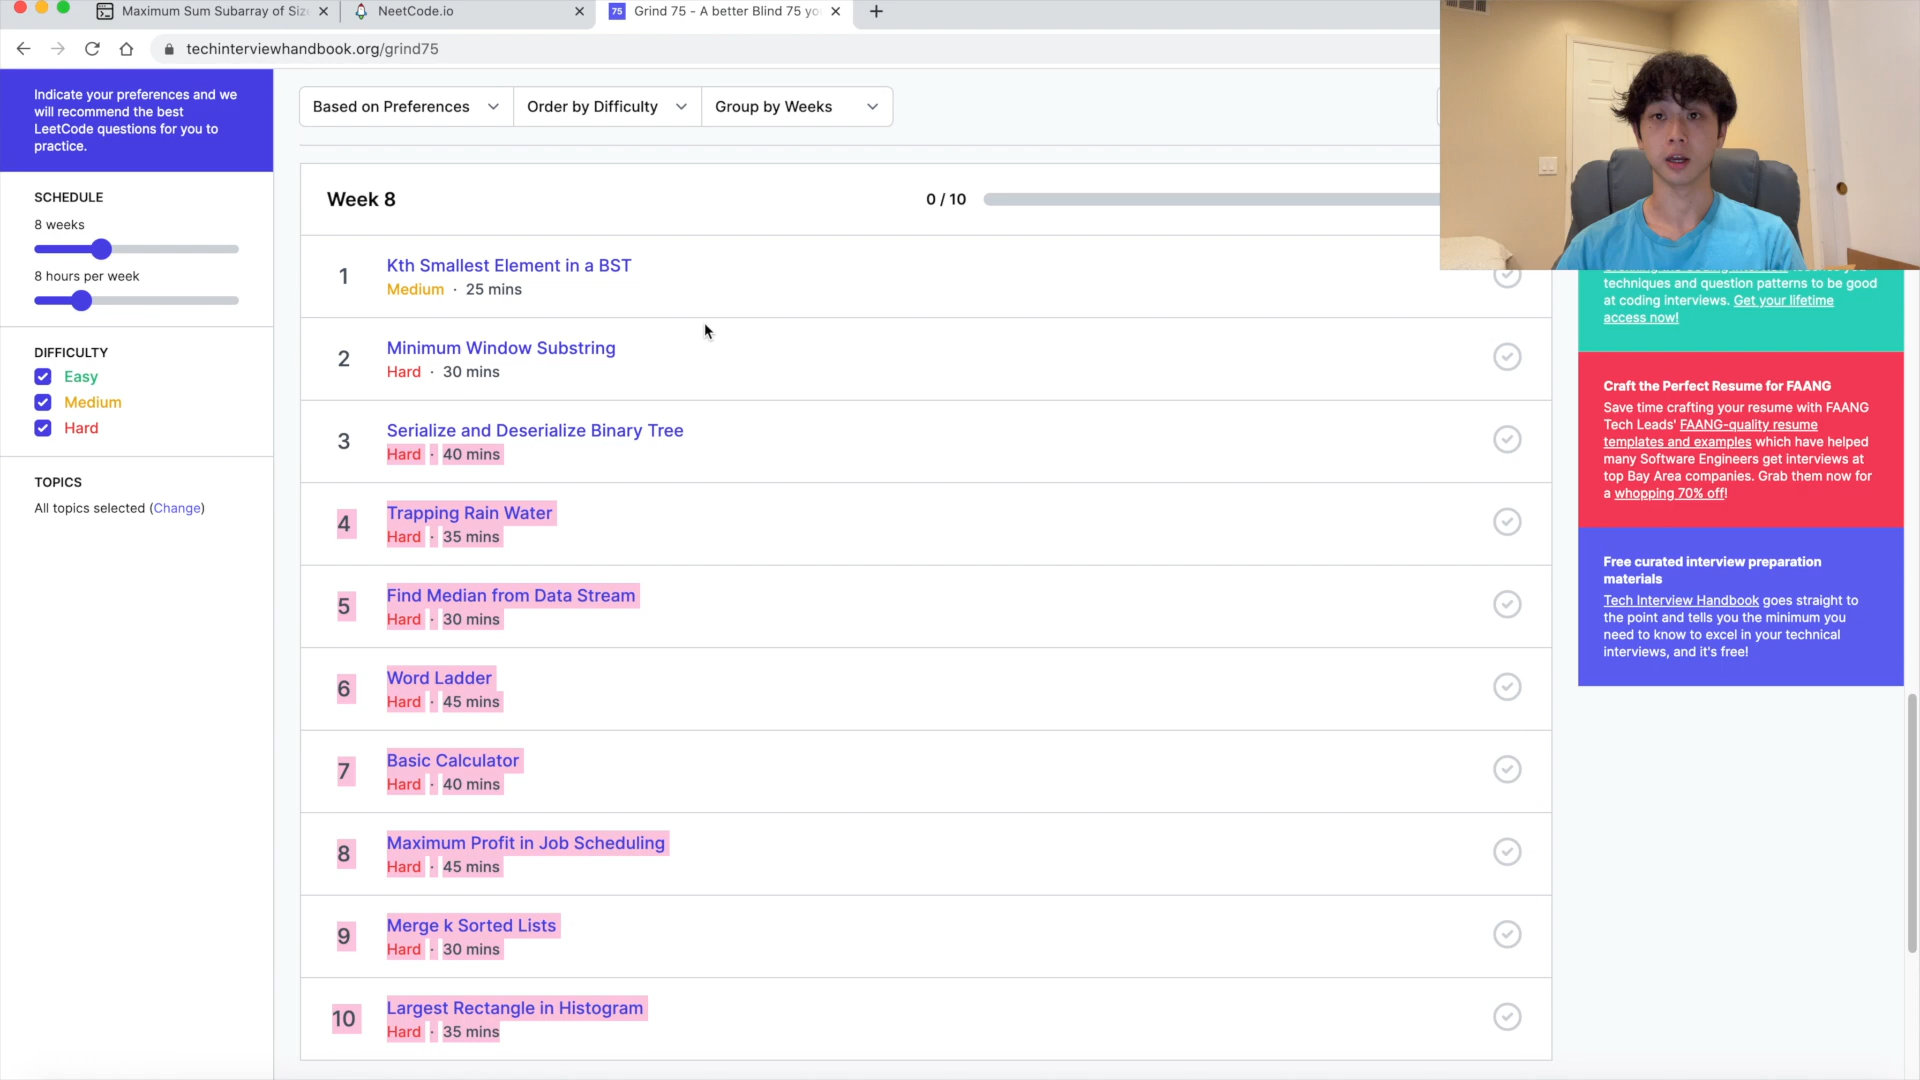 Maximum Sum Subarray of Siz
NeetCode.io
75 Grind 75 - A better Blind 75 yo
techinterviewhandbook.org/grind75
Indicate your preferences and we
will recommend the best
LeetCode questions for you to
practice.
SCHEDULE
8 weeks
8 hours per week
DIFFICULTY
Easy
Medium
Hard
TOPICS
All topics selected (Change)
Based on Preferences
Order by Difficulty
Group by Weeks
Week 8
0 / 10
1
Kth Smallest Element in a BST
Medium · 25 mins
2
Minimum Window Substring
Hard · 30 mins
3
Serialize and Deserialize Binary Tree
Hard · 40 mins
4
Trapping Rain Water
Hard · 35 mins
5
Find Median from Data Stream
Hard · 30 mins
6
Word Ladder
Hard · 45 mins
7
Basic Calculator
Hard · 40 mins
8
Maximum Profit in Job Scheduling
Hard · 45 mins
9
Merge k Sorted Lists
Hard · 30 mins
10
Largest Rectangle in Histogram
Hard · 35 mins
techniques and question patterns to be good
at coding interviews. Get your lifetime
access now!
Craft the Perfect Resume for FAANG
Save time crafting your resume with FAANG
Tech Leads' FAANG-quality resume
templates and examples which have helped
many Software Engineers get interviews at
top Bay Area companies. Grab them now for
a whopping 70% off!
Free curated interview preparation
materials
Tech Interview Handbook goes straight to
the point and tells you the minimum you
need to know to excel in your technical
interviews, and it's free!